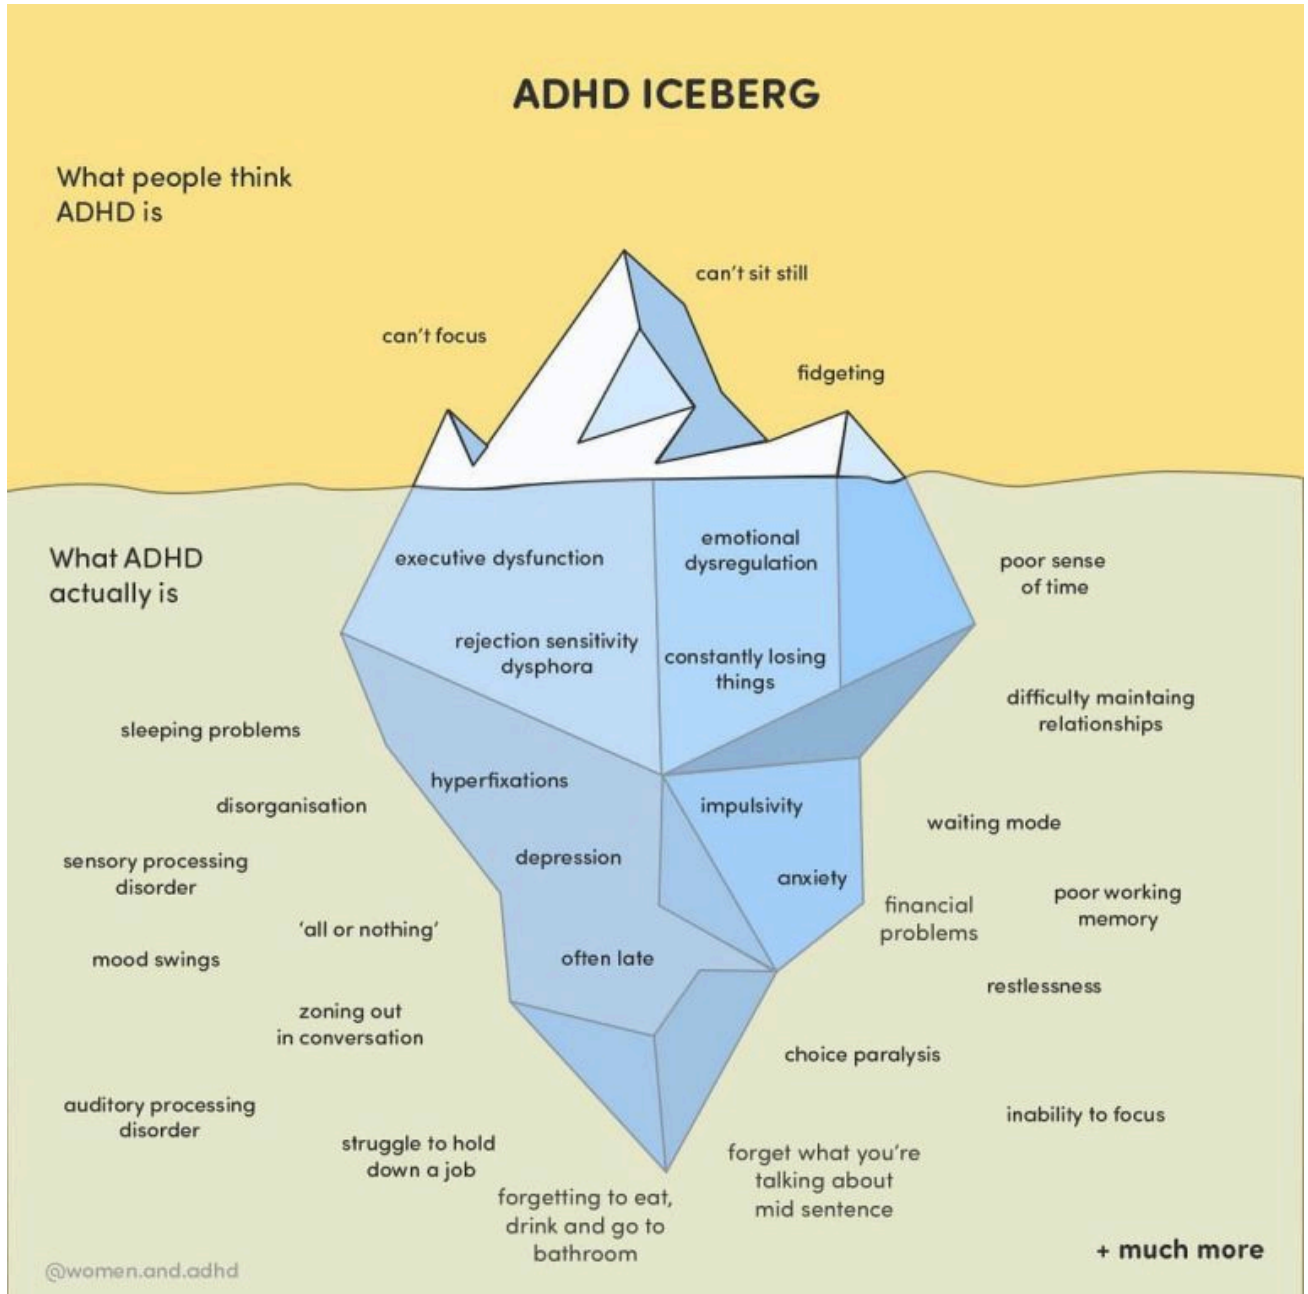 ADHD ICEBERG
What people think
ADHD is
can't sit still
can't focus
fidgeting
What ADHD
actually is
executive dysfunction
emotional
dysregulation
poor sense
of time
rejection sensitivity
dysphora
constantly losing
things
difficulty maintaing
relationships
sleeping problems
hyperfixations
disorganisation
impulsivity
waiting mode
sensory processing
disorder
depression
anxiety
financial
problems
poor working
memory
'all or nothing'
mood swings
often late
restlessness
zoning out
in conversation
choice paralysis
auditory processing
disorder
inability to focus
struggle to hold
down a job
forget what you're
talking about
mid sentence
forgetting to eat,
drink and go to
bathroom
+ much more
@women.and.adhd